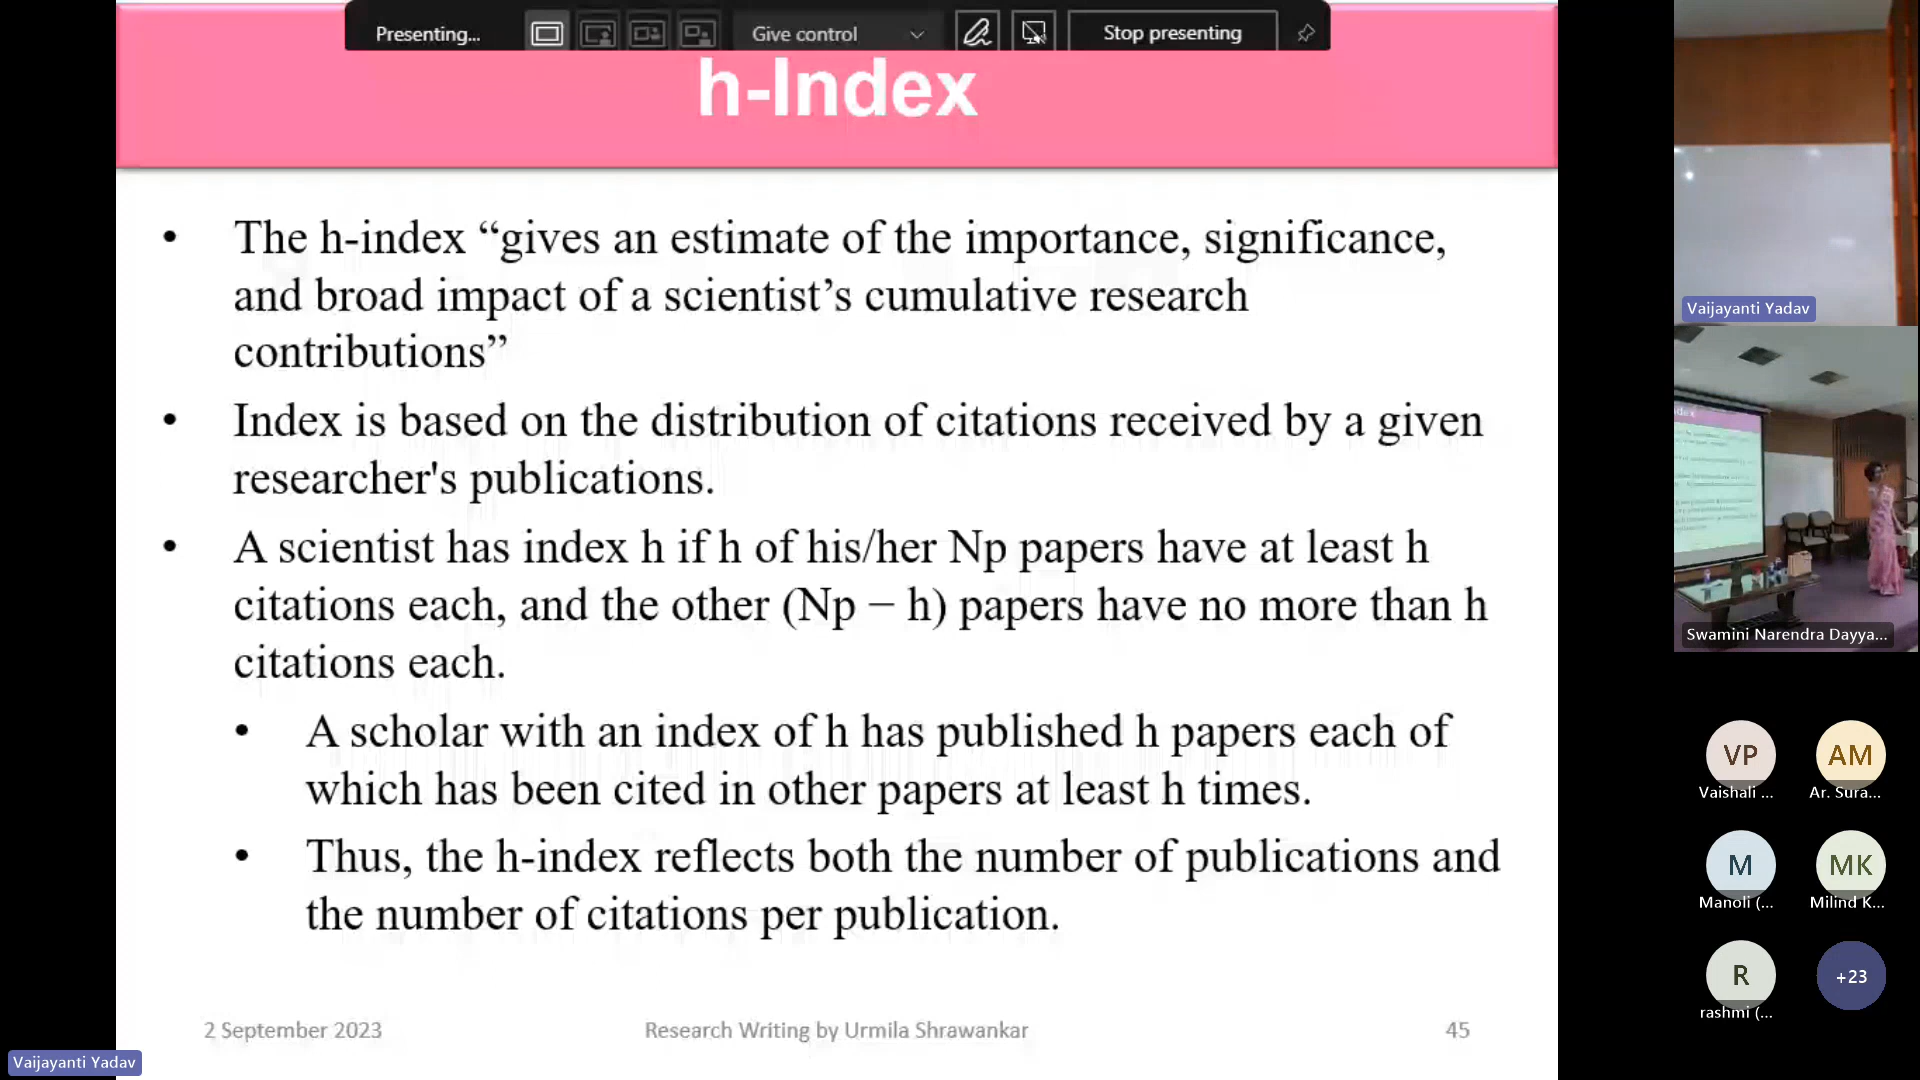 Presenting...
Give control
Stop presenting
h-Index
• The h-index “gives an estimate of the importance, significance,
and broad impact of a scientist’s cumulative research
contributions”
• Index is based on the distribution of citations received by a given
researcher's publications.
• A scientist has index h if h of his/her Np papers have at least h
citations each, and the other (Np − h) papers have no more than h
citations each.
• A scholar with an index of h has published h papers each of
which has been cited in other papers at least h times.
• Thus, the h-index reflects both the number of publications and
the number of citations per publication.
2 September 2023
Research Writing by Urmila Shrawankar
45
Vaijayanti Yadav
Vaijayanti Yadav
Swamini Narendra Dayya...
VP
Vaishali ...
AM
Ar. Sura...
M
Manoli (...
MK
Milind K...
R
rashmi (...
+23